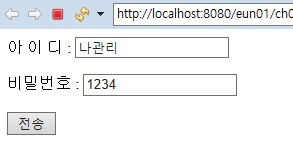 http://localhost:8080/eun01/ch0
아 이 디 : 나관리
비밀번호 : 1234
전송